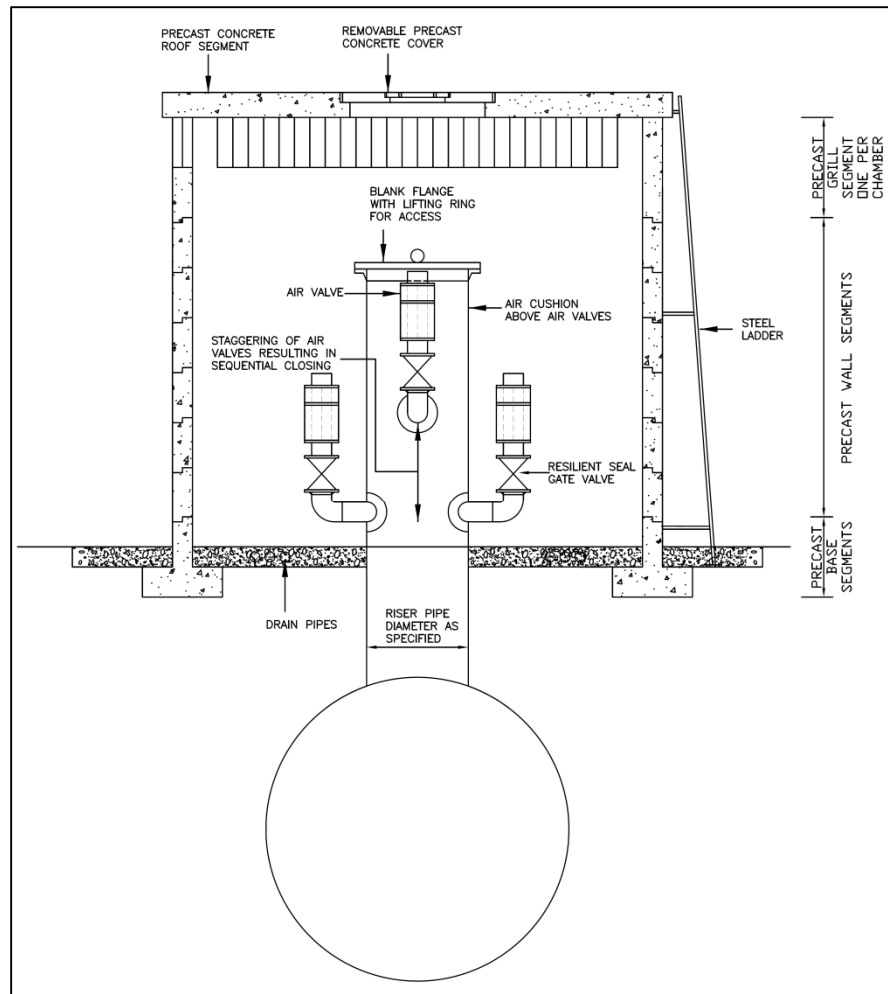 PRECAST CONCRETE
ROOF SEGMENT
REMOVABLE PRECAST
CONCRETE COVER
PRECAST
GRILL
SEGMENT
ONE PER
CHAMBER
BLANK FLANGE
WITH LIFTING RING
FOR ACCESS
AIR VALVE
AIR CUSHION
ABOVE AIR VALVES
STAGGERING OF AIR
VALVES RESULTING IN
SEQUENTIAL CLOSING
STEEL
LADDER
PRECAST WALL SEGMENTS
RESILIENT SEAL
GATE VALVE
PRECAST
BASE
SEGMENTS
DRAIN PIPES
RISER PIPE
DIAMETER AS
SPECIFIED